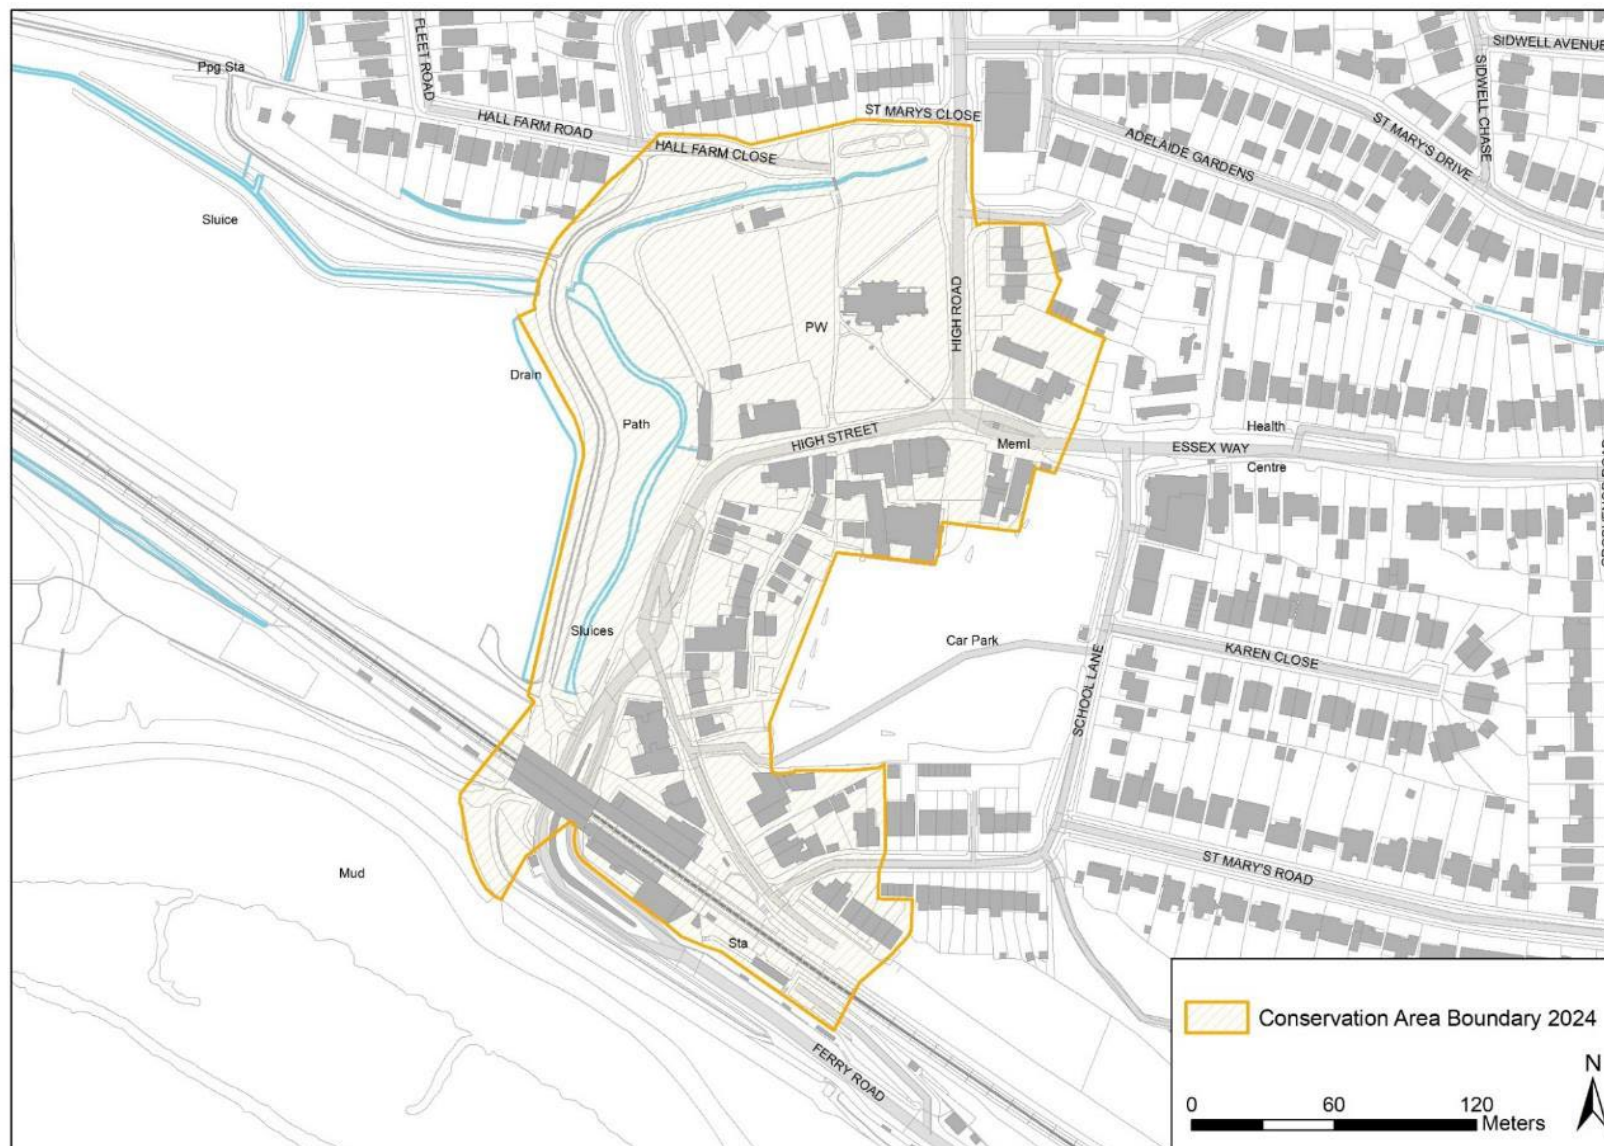 FLEET ROAD
SIDWELL AVENUE
Ppg Sta
SIDWELL CHASE
ST MARYS CLOSE
HALL FARM ROAD
ST MARY'S DRIVE
ADELAIDE GARDENS
HALL FARM CLOSE
Sluice
HIGH ROAD
PW
Drain
Path
HIGH STREET
Meml
Health
ESSEX WAY
Centre
Sluices
Car Park
KAREN CLOSE
SCHOOL LANE
Mud
ST MARY'S ROAD
Sta
FERRY ROAD
Conservation Area Boundary 2024
N
0 60 120
Meters